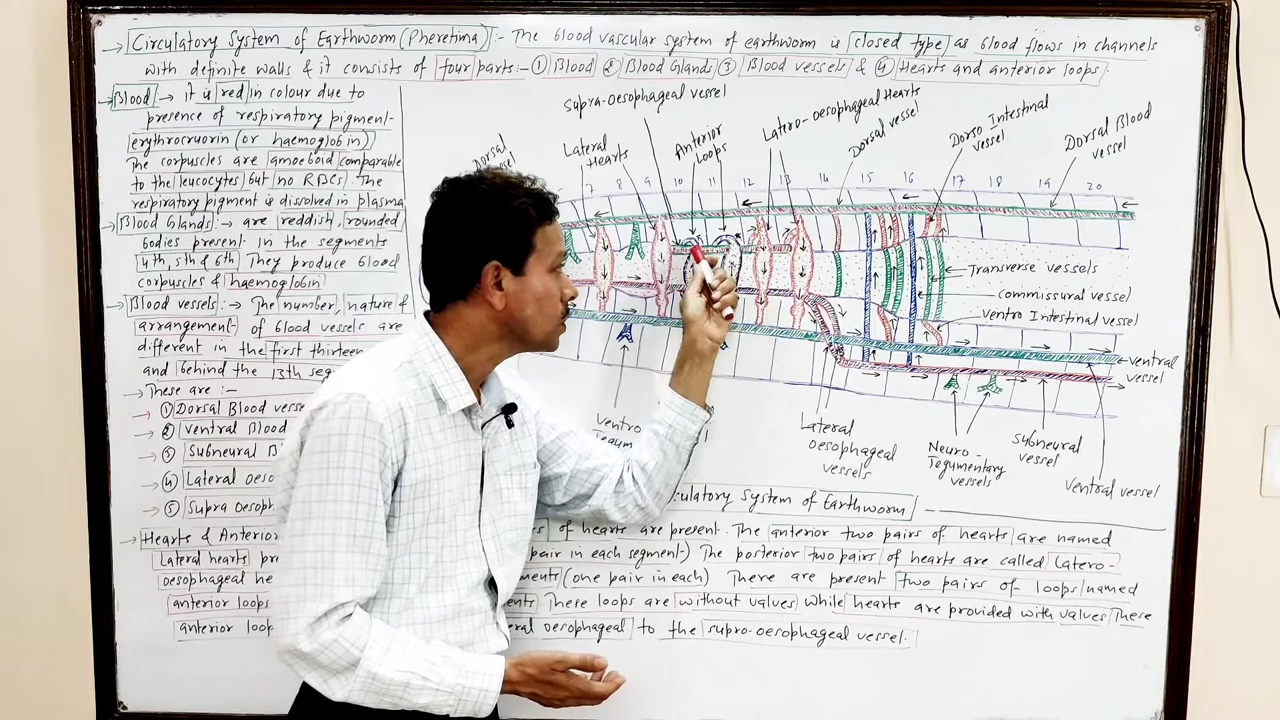 → Circulatory System of Earthworm (Pheretima) :- The blood vascular system of earthworm is closed type as blood flows in channels
with definite walls & it consists of four parts:- ① Blood ② Blood Glands ③ Blood vessels & ④ Hearts and anterior loops.
→ Blood → it is red in colour due to
presence of respiratory pigment-
erythrocruorin (or haemoglobin)
The corpuscles are amoeboid comparable
to the leucocytes but no RBCs. The
respiratory pigment is dissolved in plasma
→ Blood Glands :→ are reddish, rounded
bodies present in the segments
4th, 5th & 6th They produce blood
corpuscles & haemoglobin
→ Blood vessels :→ The number, nature &
arrangement of blood vessels are
different in the first thirteen
and behind the 13th seg
→ These are :-
→ ① Dorsal Blood vesse
→ ② ventral Blood
→ ③ Subneural B
→ ④ Lateral oeso
→ ⑤ Supra oesoph
→ Hearts & Anterio
Lateral hearts pre
oesophageal he
anterior loops
anterior loop
Supra-oesophageal vessel
Dorsal
Lateral
Hearts
Anterior
Loops
Latero-oesophageal Hearts
Dorsal vessel
Dorso Intestinal
vessel
Dorsal Blood
vessel
7 8 9 10 11 12 13 14 15 16 17 18 19 20
Transverse vessels
commissural vessel
ventro Intestinal vessel
ventral
vessel
ventro
Lateral
oesophageal
vessels
Neuro-
Tegumentary
vessels
Subneural
vessel
ventral vessel
culatory System of Earthworm
of hearts are present. The anterior two pairs of hearts are named
pair in each segment-) The posterior two pairs of hearts are called Latero-
ments (one pair in each) There are present two pairs of loops named
ents These loops are without valves while hearts are provided with valves These
eral oesophageal to the supro-oesophageal vessel.